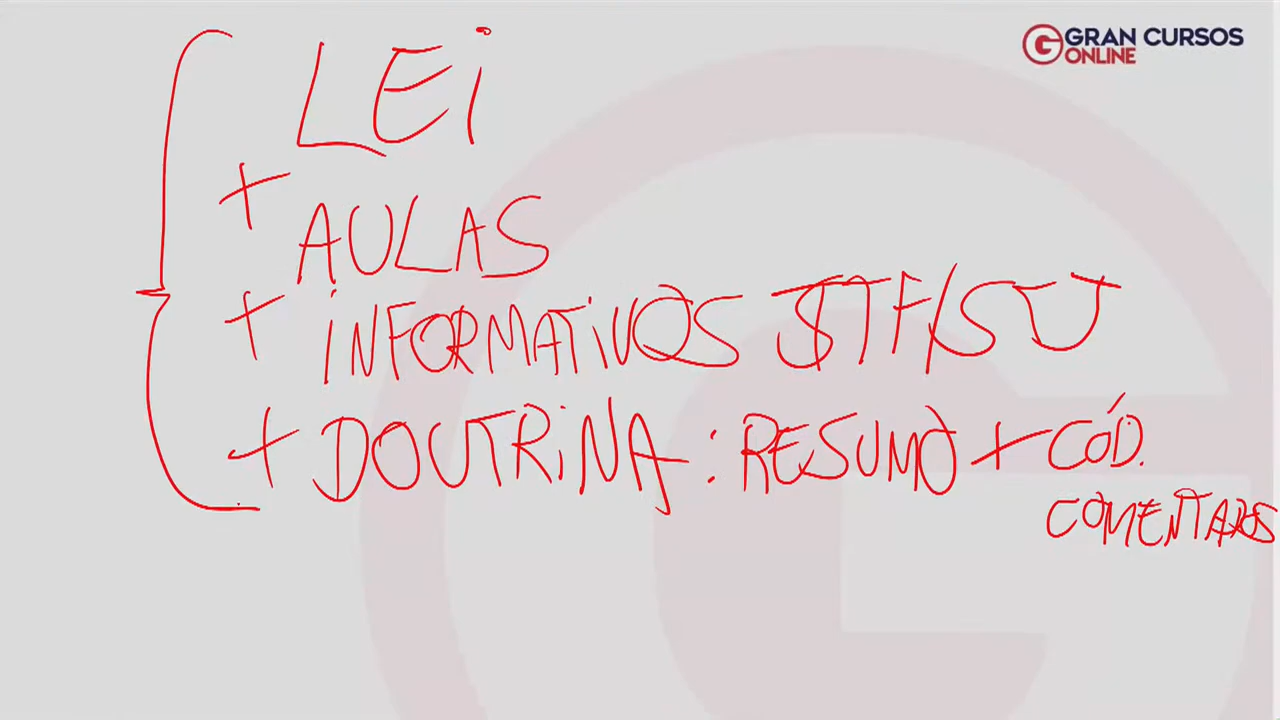 GRAN CURSOS
ONLINE
LEi
+ AULAS
+ iNFORMATiVOS STF/STJ
+ DOUTRiNA : RESUMO + CÓD.
COMENTADOS